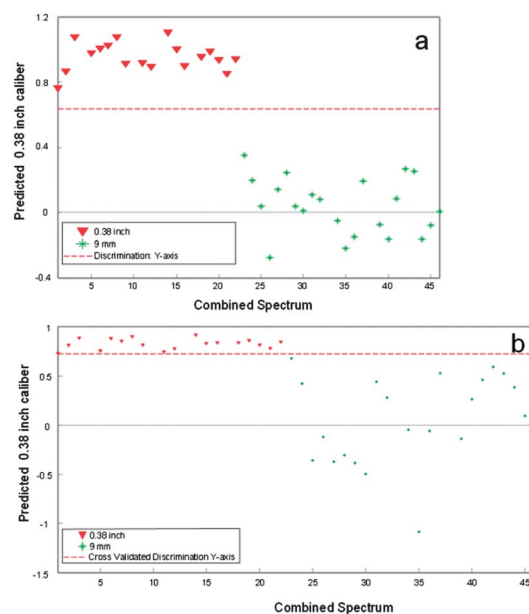 a
1.2
0.8
0.4
0
-0.4
Predicted 0.38 inch caliber
0.38 inch
9 mm
Discrimination: Y-axis
5 10 15 20 25 30 35 40 45
Combined Spectrum
b
1
0.5
0
-0.5
-1
-1.5
Predicted 0.38 inch caliber
0.38 inch
9 mm
Cross Validated Discrimination Y-axis
5 10 15 20 25 30 35 40 45
Combined Spectrum